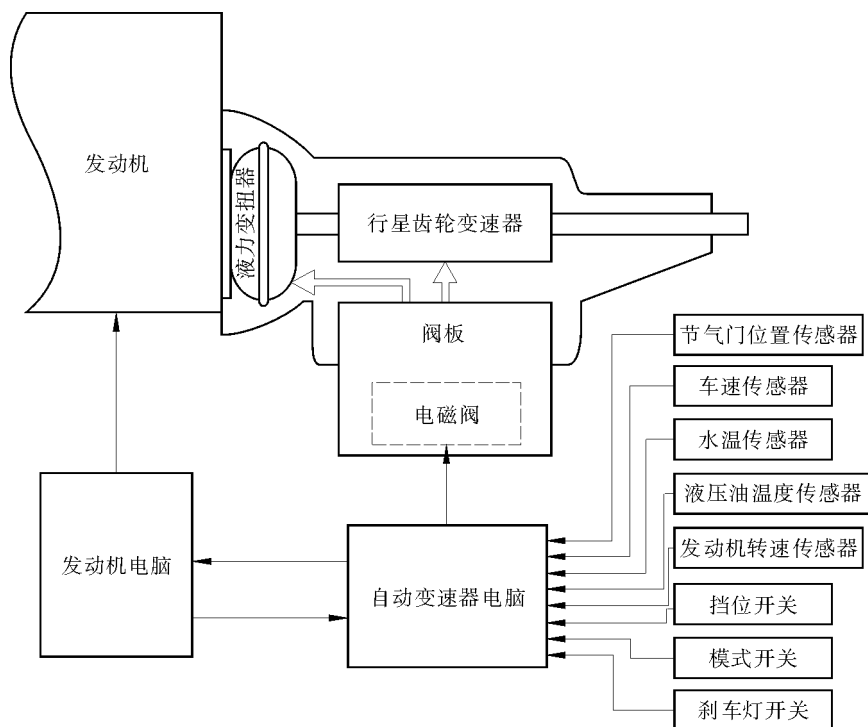 发动机
液力变扭器
行星齿轮变速器
阀板
电磁阀
节气门位置传感器
车速传感器
水温传感器
液压油温度传感器
发动机转速传感器
挡位开关
模式开关
刹车灯开关
发动机电脑
自动变速器电脑